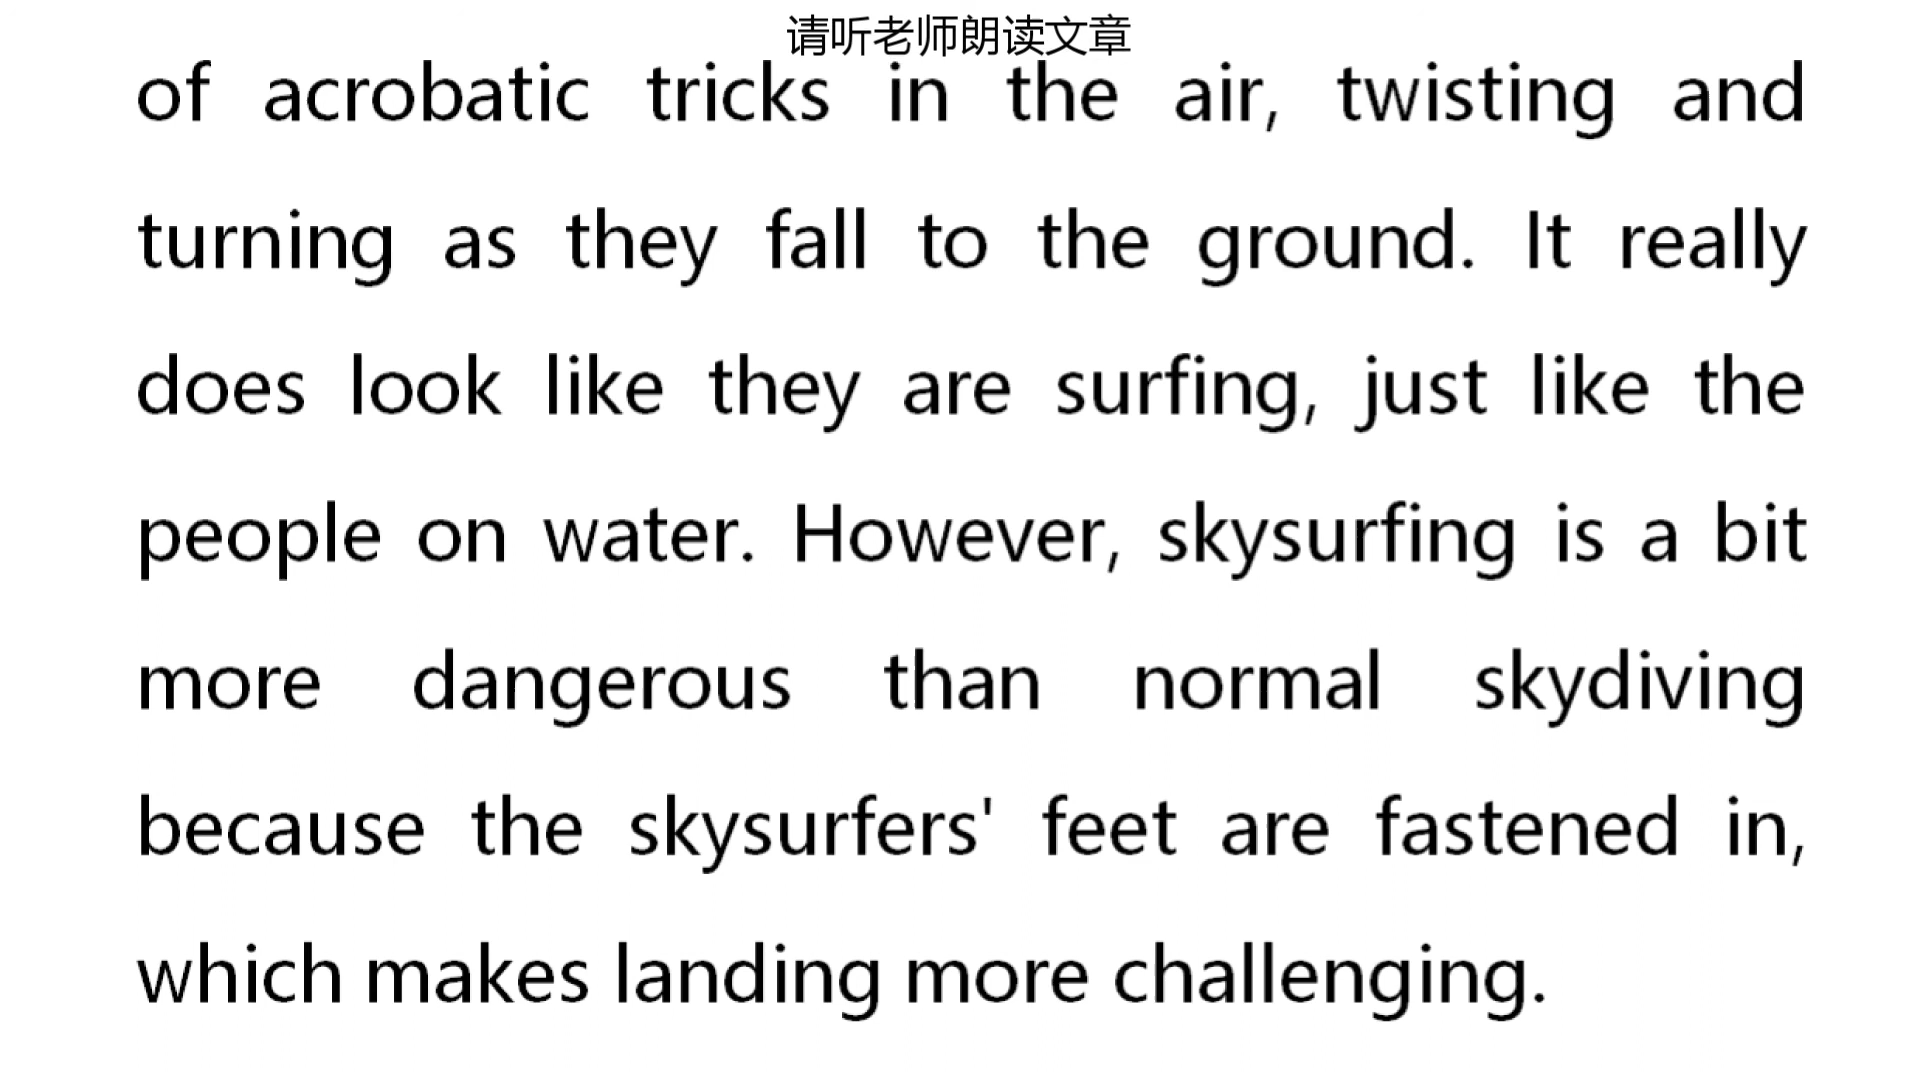 请听老师朗读文章
of acrobatic tricks in the air, twisting and
turning as they fall to the ground. It really
does look like they are surfing, just like the
people on water. However, skysurfing is a bit
more dangerous than normal skydiving
because the skysurfers' feet are fastened in,
which makes landing more challenging.